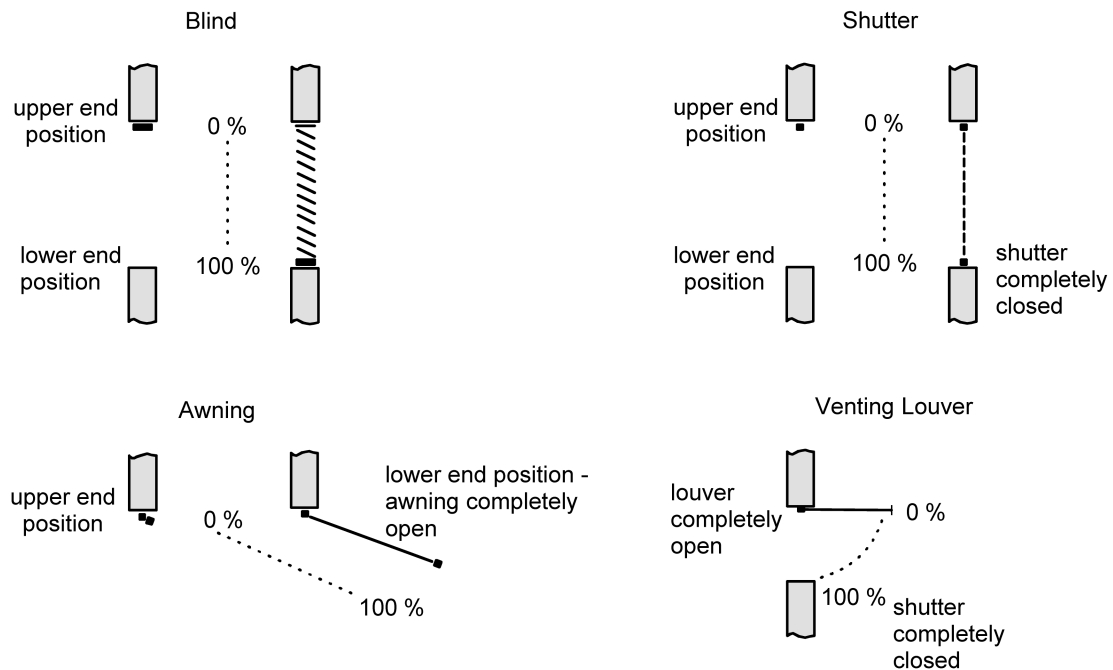 Blind
upper end
position
0 %
lower end
position
100 %
Shutter
upper end
position
0 %
lower end
position
100 %
shutter
completely
closed
Awning
upper end
position
0 %
lower end position -
awning completely
open
100 %
Venting Louver
louver
completely
open
0 %
100 %
shutter
completely
closed